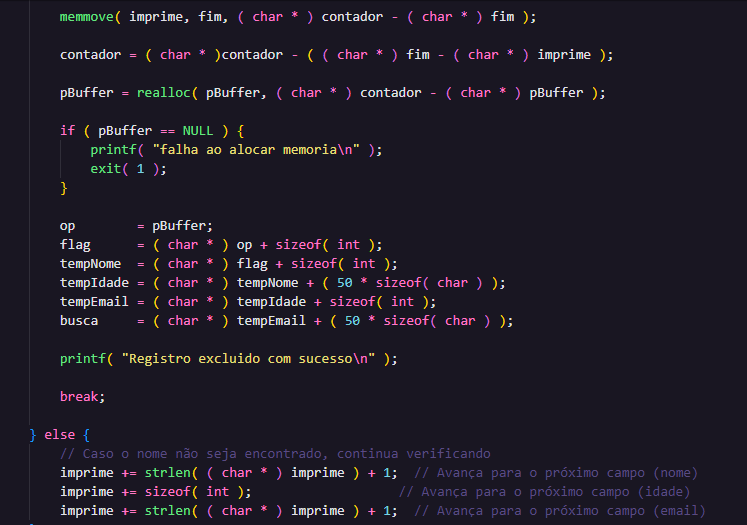 memmove( imprime, fim, ( char * ) contador - ( char * ) fim );
contador = ( char * )contador - ( ( char * ) fim - ( char * ) imprime );
pBuffer = realloc( pBuffer, ( char * ) contador - ( char * ) pBuffer );
if ( pBuffer == NULL ) {
printf( "falha ao alocar memoria\n" );
exit( 1 );
}
op = pBuffer;
flag = ( char * ) op + sizeof( int );
tempNome = ( char * ) flag + sizeof( int );
tempIdade = ( char * ) tempNome + ( 50 * sizeof( char ) );
tempEmail = ( char * ) tempIdade + sizeof( int );
busca = ( char * ) tempEmail + ( 50 * sizeof( char ) );
printf( "Registro excluido com sucesso\n" );
break;
} else {
// Caso o nome não seja encontrado, continua verificando
imprime += strlen( ( char * ) imprime ) + 1; // Avança para o próximo campo (nome)
imprime += sizeof( int ); // Avança para o próximo campo (idade)
imprime += strlen( ( char * ) imprime ) + 1; // Avança para o próximo campo (email)